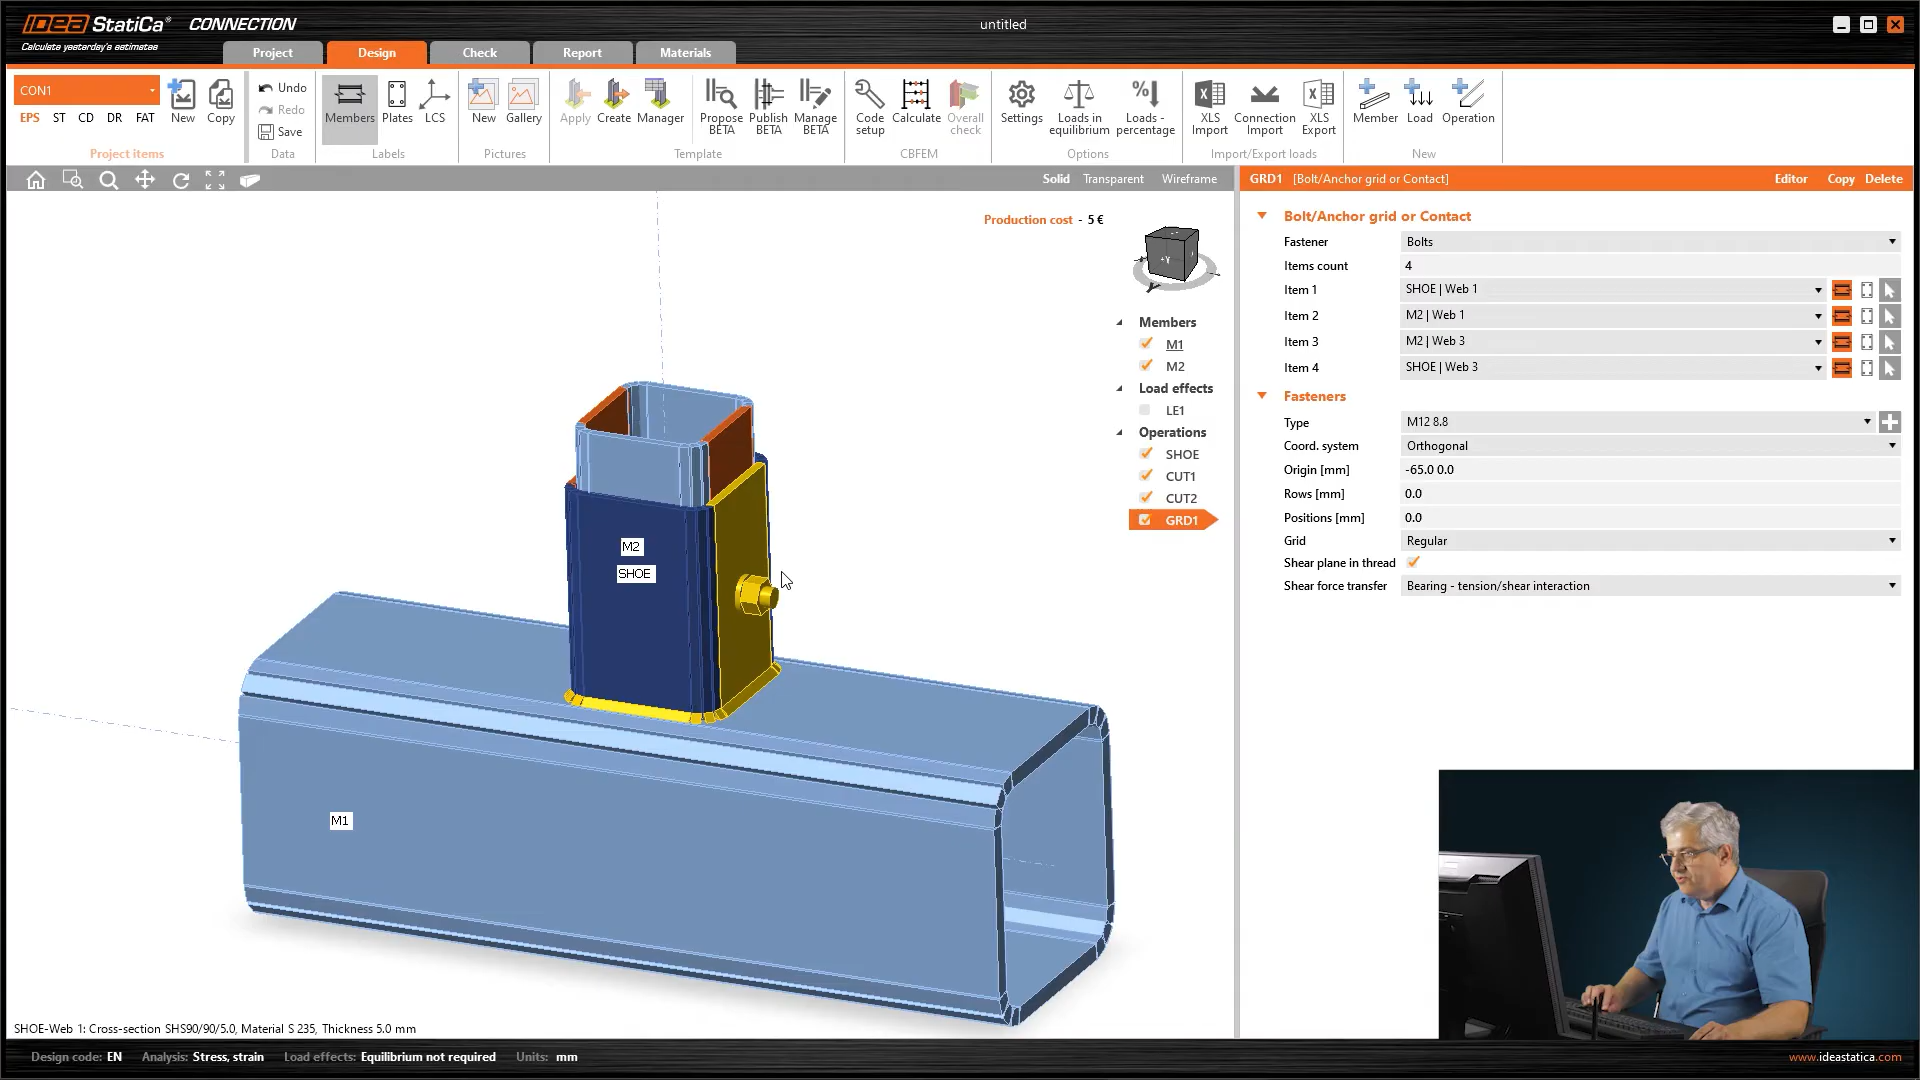 IDEA StatiCa® CONNECTION
Calculate yesterday's estimates
untitled
Project Design Check Report Materials
CON1
EPS ST CD DR FAT
New Copy
Project items
Undo
Redo
Save
Data
Members Plates LCS
Labels
New Gallery
Pictures
Apply Create Manager
Propose BETA Publish BETA Manage BETA
Template
Code setup Calculate Overall check
CBFEM
Settings Loads in equilibrium Loads - percentage
Options
XLS Import Connection Import XLS Export
Import/Export loads
Member Load Operation
New
Solid Transparent Wireframe
Production cost - 5 €
+Y
Members
M1
M2
Load effects
LE1
Operations
SHOE
CUT1
CUT2
GRD1
M2
SHOE
M1
SHOE-Web 1: Cross-section SHS90/90/5.0, Material S 235, Thickness 5.0 mm
GRD1 [Bolt/Anchor grid or Contact] Editor Copy Delete
Bolt/Anchor grid or Contact
Fastener Bolts
Items count 4
Item 1 SHOE | Web 1
Item 2 M2 | Web 1
Item 3 M2 | Web 3
Item 4 SHOE | Web 3
Fasteners
Type M12 8.8
Coord. system Orthogonal
Origin [mm] -65.0 0.0
Rows [mm] 0.0
Positions [mm] 0.0
Grid Regular
Shear plane in thread
Shear force transfer Bearing - tension/shear interaction
Design code: EN Analysis: Stress, strain Load effects: Equilibrium not required Units: mm
www.ideastatica.com